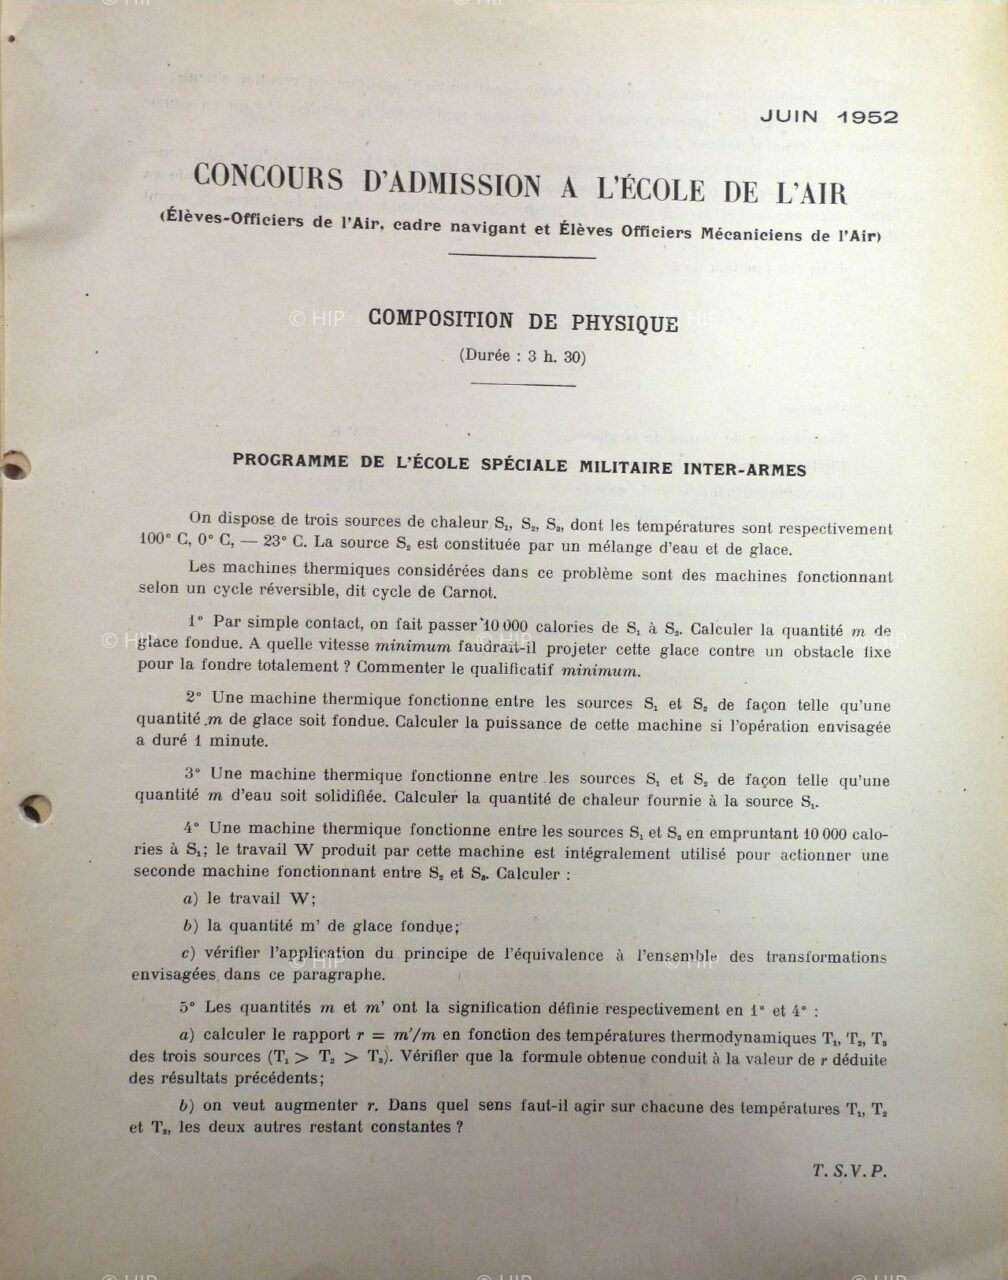 JUIN 1952
CONCOURS D'ADMISSION A L'ÉCOLE DE L'AIR
(Élèves-Officiers de l'Air, cadre navigant et Élèves Officiers Mécaniciens de l'Air)
© HIP
COMPOSITION DE PHYSIQUE
(Durée : 3 h. 30)
PROGRAMME DE L'ÉCOLE SPÉCIALE MILITAIRE INTER-ARMES
On dispose de trois sources de chaleur S₁, S₂, S₃, dont les températures sont respectivement
100° C, 0° C, — 23° C. La source S₂ est constituée par un mélange d'eau et de glace.
Les machines thermiques considérées dans ce problème sont des machines fonctionnant
selon un cycle réversible, dit cycle de Carnot.
1° Par simple contact, on fait passer 10 000 calories de S₁ à S₂. Calculer la quantité m de
glace fondue. A quelle vitesse minimum faudrait-il projeter cette glace contre un obstacle fixe
pour la fondre totalement ? Commenter le qualificatif minimum.
2° Une machine thermique fonctionne entre les sources S₁ et S₂ de façon telle qu'une
quantité m de glace soit fondue. Calculer la puissance de cette machine si l'opération envisagée
a duré 1 minute.
3° Une machine thermique fonctionne entre les sources S₁ et S₂ de façon telle qu'une
quantité m d'eau soit solidifiée. Calculer la quantité de chaleur fournie à la source S₁.
4° Une machine thermique fonctionne entre les sources S₁ et S₃ en empruntant 10 000 calo-
ries à S₁; le travail W produit par cette machine est intégralement utilisé pour actionner une
seconde machine fonctionnant entre S₂ et S₃. Calculer :
a) le travail W;
b) la quantité m' de glace fondue;
c) vérifier l'application du principe de l'équivalence à l'ensemble des transformations
envisagées dans ce paragraphe.
5° Les quantités m et m' ont la signification définie respectivement en 1° et 4° :
a) calculer le rapport r = m'/m en fonction des températures thermodynamiques T₁, T₂, T₃
des trois sources (T₁ > T₂ > T₃). Vérifier que la formule obtenue conduit à la valeur de r déduite
des résultats précédents;
b) on veut augmenter r. Dans quel sens faut-il agir sur chacune des températures T₁, T₂
et T₃, les deux autres restant constantes ?
T. S. V. P.